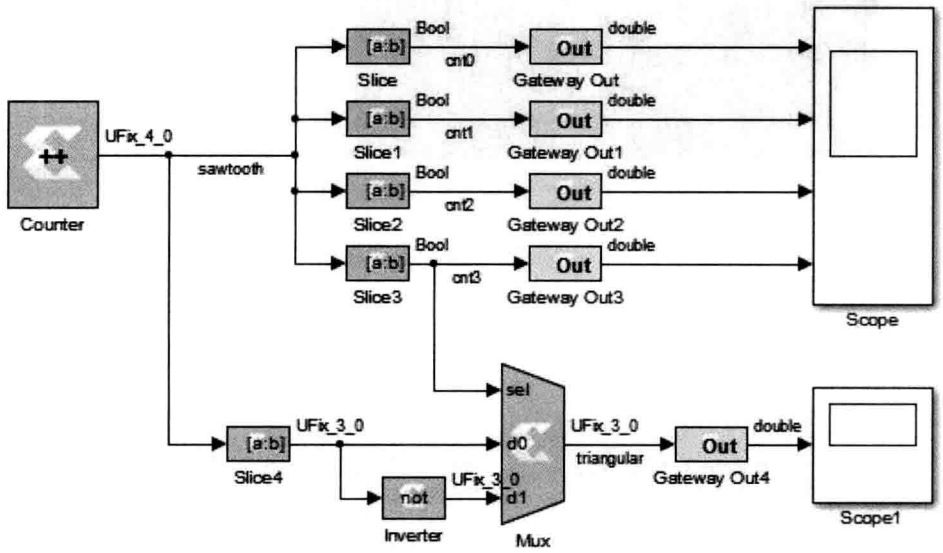 Bool
double
[a:b]
cnt0
Out
Slice
Gateway Out
Bool
double
UFix_4_0
[a:b]
cnt1
Out
++
sawtooth
Slice1
Gateway Out1
Bool
double
[a:b]
cnt2
Out
Counter
Slice2
Gateway Out2
Bool
double
[a:b]
cnt3
Out
Slice3
Gateway Out3
Scope
sel
UFix_3_0
UFix_3_0
double
[a:b]
d0
Out
triangular
Slice4
UFix_3_0
Gateway Out4
not
d1
Inverter
Mux
Scope1